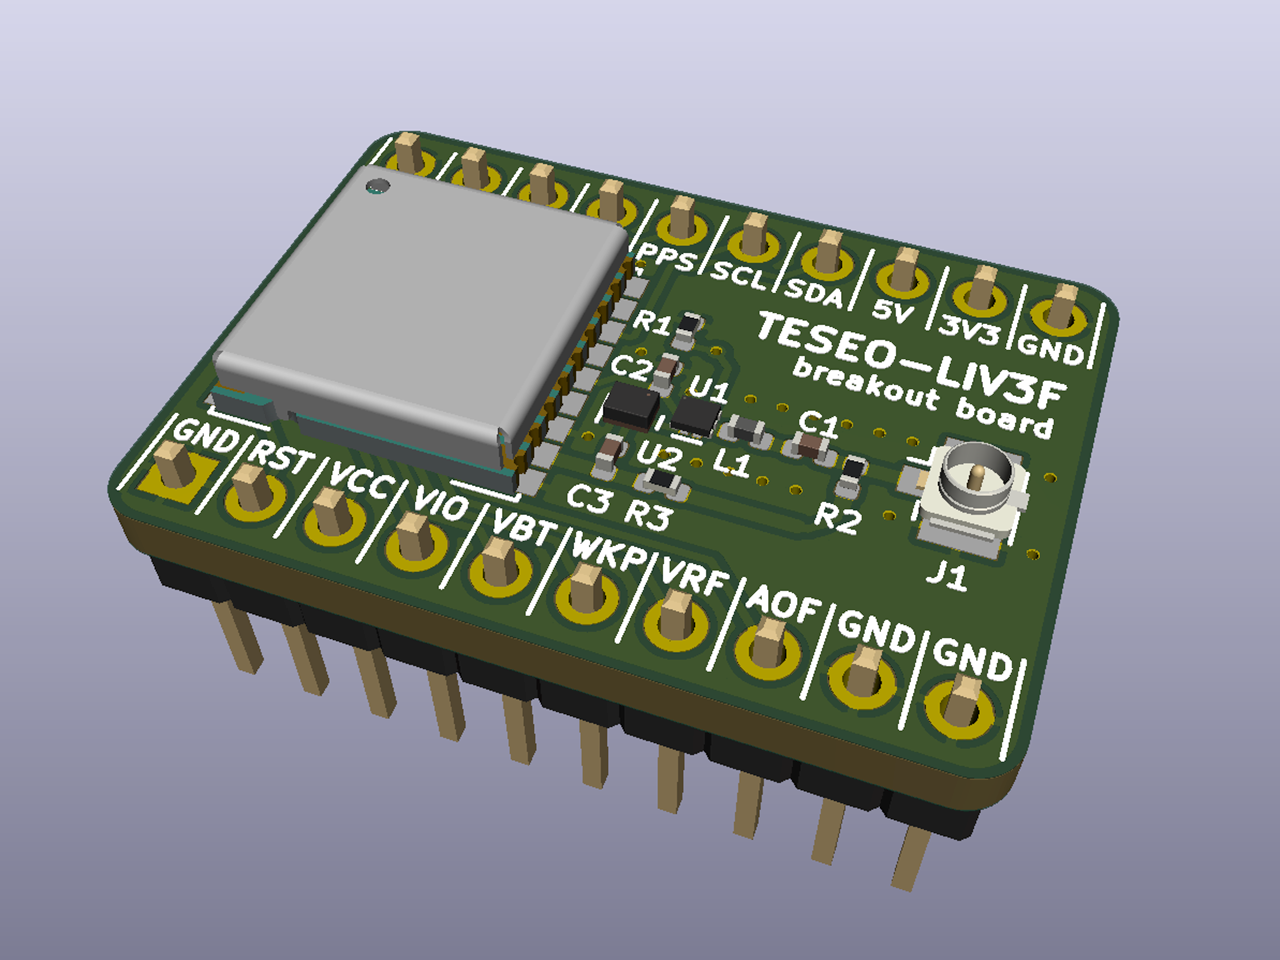 PPS
SCL
SDA
5V
3V3
GND
TESEO-LIV3F
breakout board
R1
C2
U1
C1
U2
L1
C3
R3
R2
J1
GND
RST
VCC
VIO
VBT
WKP
VRF
AOF
GND
GND